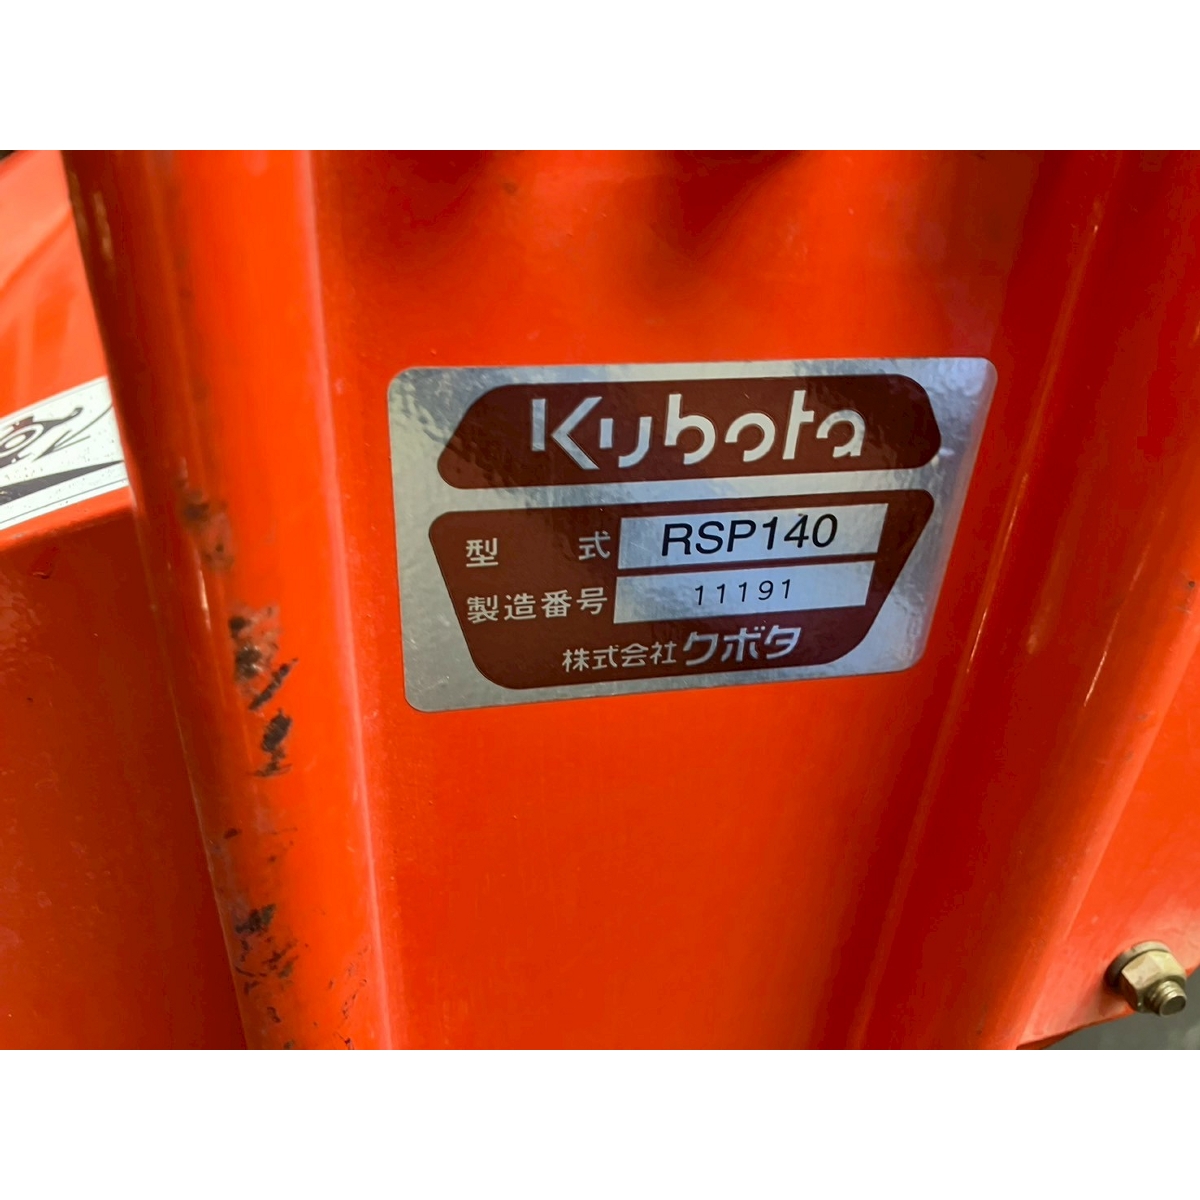 Kubota
型 式 RSP140
製造番号 11191
株式会社クボタ